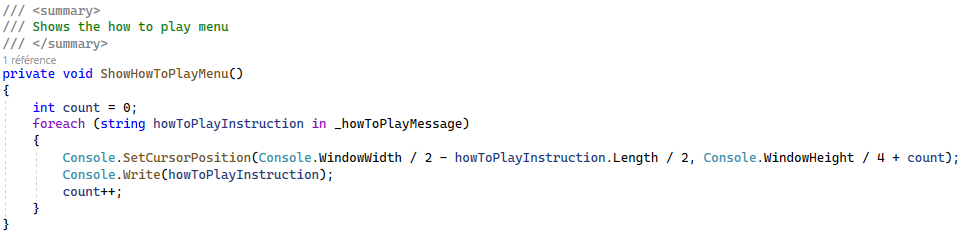 /// <summary>
/// Shows the how to play menu
/// </summary>
1 référence
private void ShowHowToPlayMenu()
{
    int count = 0;
    foreach (string howToPlayInstruction in _howToPlayMessage)
    {
        Console.SetCursorPosition(Console.WindowWidth / 2 - howToPlayInstruction.Length / 2, Console.WindowHeight / 4 + count);
        Console.Write(howToPlayInstruction);
        count++;
    }
}